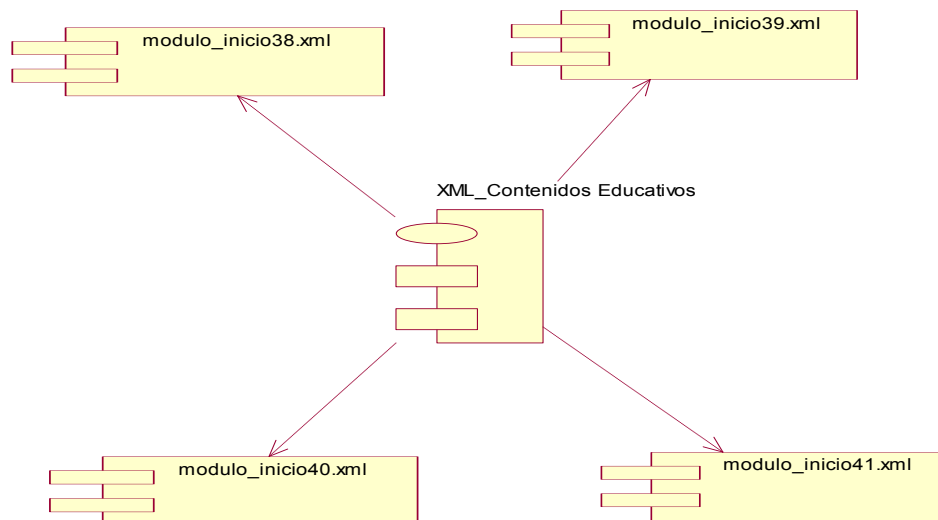 modulo_inicio38.xml
modulo_inicio39.xml
XML_Contenidos Educativos
modulo_inicio40.xml
modulo_inicio41.xml